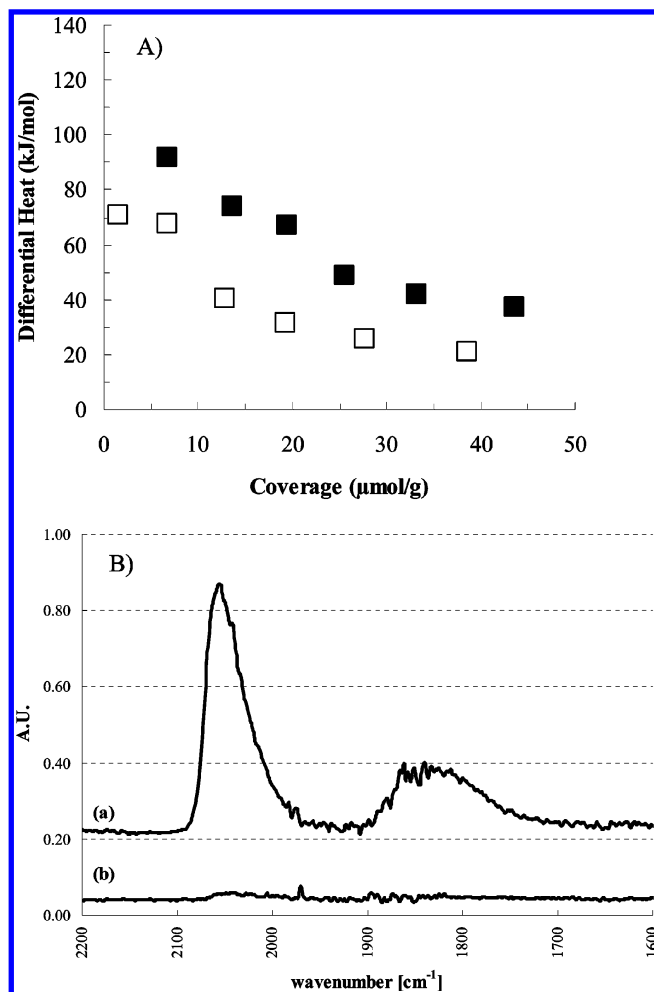 A)
Differential Heat (kJ/mol)
140
120
100
80
60
40
20
0
0 10 20 30 40 50
Coverage (µmol/g)
B)
A.U.
1.00
0.80
0.60
0.40
0.20
0.00
(a)
(b)
2200 2100 2000 1900 1800 1700 1600
wavenumber [cm-1]